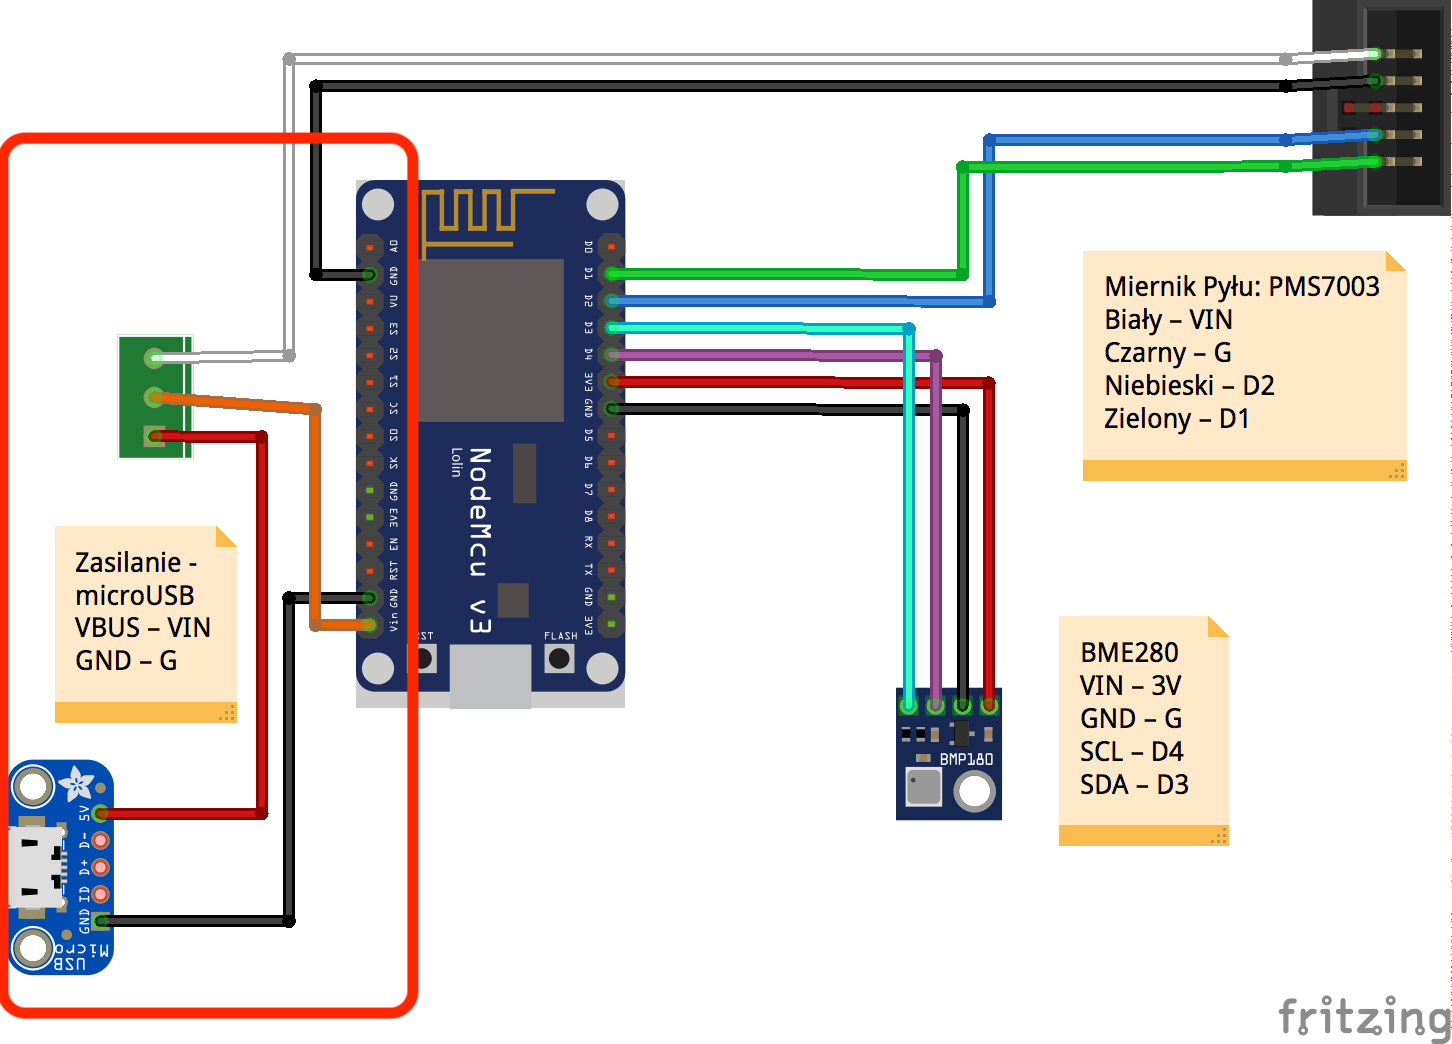 A0
GND
VU
S3
S2
S1
SC
S0
SK
GND
3V3
EN
RST
GND
Vin
D0
D1
D2
D3
D4
3V3
GND
D5
D6
D7
D8
RX
TX
GND
3V3
NodeMcu v3
Lolin
FLASH
Miernik Pyłu: PMS7003
Biały – VIN
Czarny – G
Niebieski – D2
Zielony – D1
Zasilanie -
microUSB
VBUS – VIN
GND – G
BME280
VIN – 3V
GND – G
SCL – D4
SDA – D3
BMP180
5V
D-
D+
ID
GND
Micro
USB
fritzing